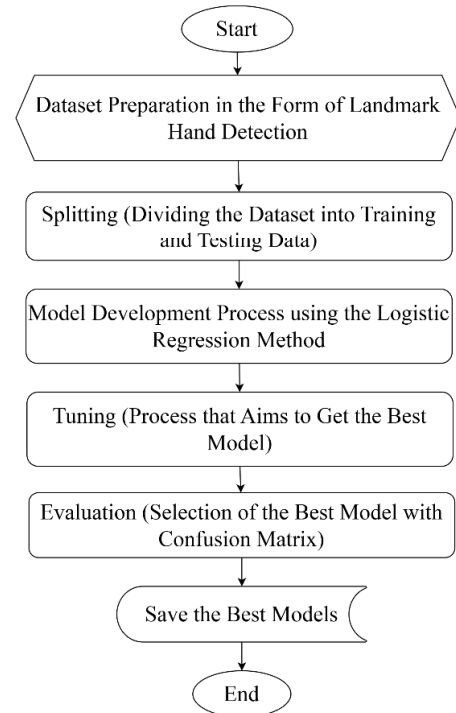 Start
Dataset Preparation in the Form of Landmark
Hand Detection
Splitting (Dividing the Dataset into Training
and Testing Data)
Model Development Process using the Logistic
Regression Method
Tuning (Process that Aims to Get the Best
Model)
Evaluation (Selection of the Best Model with
Confusion Matrix)
Save the Best Models
End